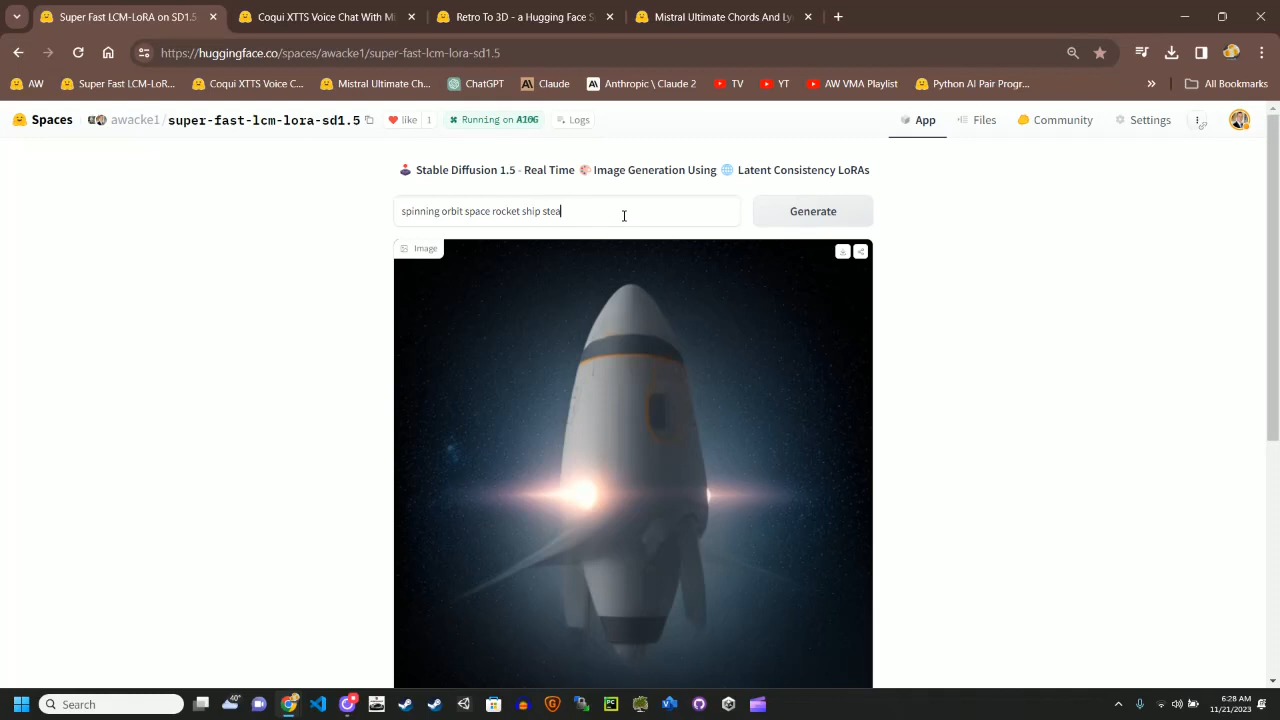 Super Fast LCM-LoRA on SD1.5
Coqui XTTS Voice Chat With Mi
Retro To 3D - a Hugging Face S
Mistral Ultimate Chords And Ly
https://huggingface.co/spaces/awacke1/super-fast-lcm-lora-sd1.5
AW
Super Fast LCM-LoR...
Coqui XTTS Voice C...
Mistral Ultimate Ch...
ChatGPT
Claude
Anthropic \ Claude 2
TV
YT
AW VMA Playlist
Python AI Pair Progr...
»
All Bookmarks
Spaces
awacke1/super-fast-lcm-lora-sd1.5
like 1
Running on A10G
Logs
App
Files
Community
Settings
Stable Diffusion 1.5 - Real Time Image Generation Using Latent Consistency LoRAs
spinning orbit space rocket ship stea
Generate
Image
Search
40°
6:28 AM
11/21/2023